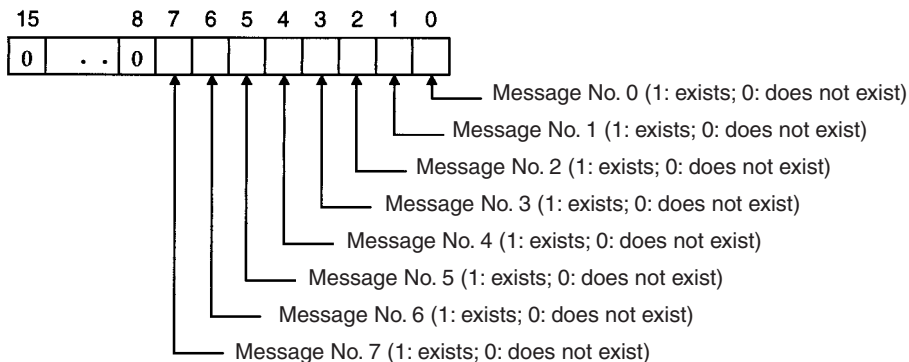 15 8 7 6 5 4 3 2 1 0
0 . . 0
Message No. 0 (1: exists; 0: does not exist)
Message No. 1 (1: exists; 0: does not exist)
Message No. 2 (1: exists; 0: does not exist)
Message No. 3 (1: exists; 0: does not exist)
Message No. 4 (1: exists; 0: does not exist)
Message No. 5 (1: exists; 0: does not exist)
Message No. 6 (1: exists; 0: does not exist)
Message No. 7 (1: exists; 0: does not exist)